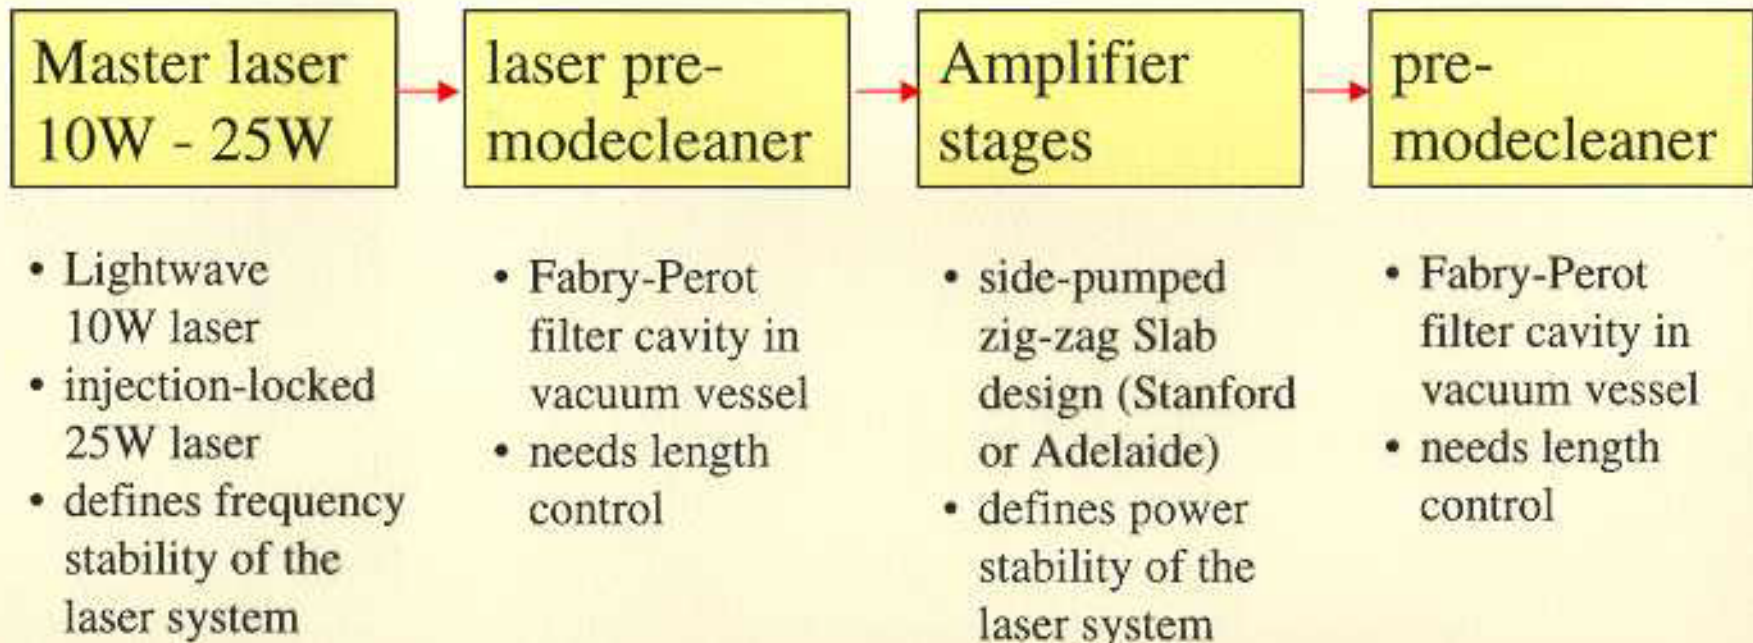 Master laser
10W - 25W
laser pre-
modecleaner
Amplifier
stages
pre-
modecleaner
• Lightwave
10W laser
• injection-locked
25W laser
• defines frequency
stability of the
laser system
• Fabry-Perot
filter cavity in
vacuum vessel
• needs length
control
• side-pumped
zig-zag Slab
design (Stanford
or Adelaide)
• defines power
stability of the
laser system
• Fabry-Perot
filter cavity in
vacuum vessel
• needs length
control